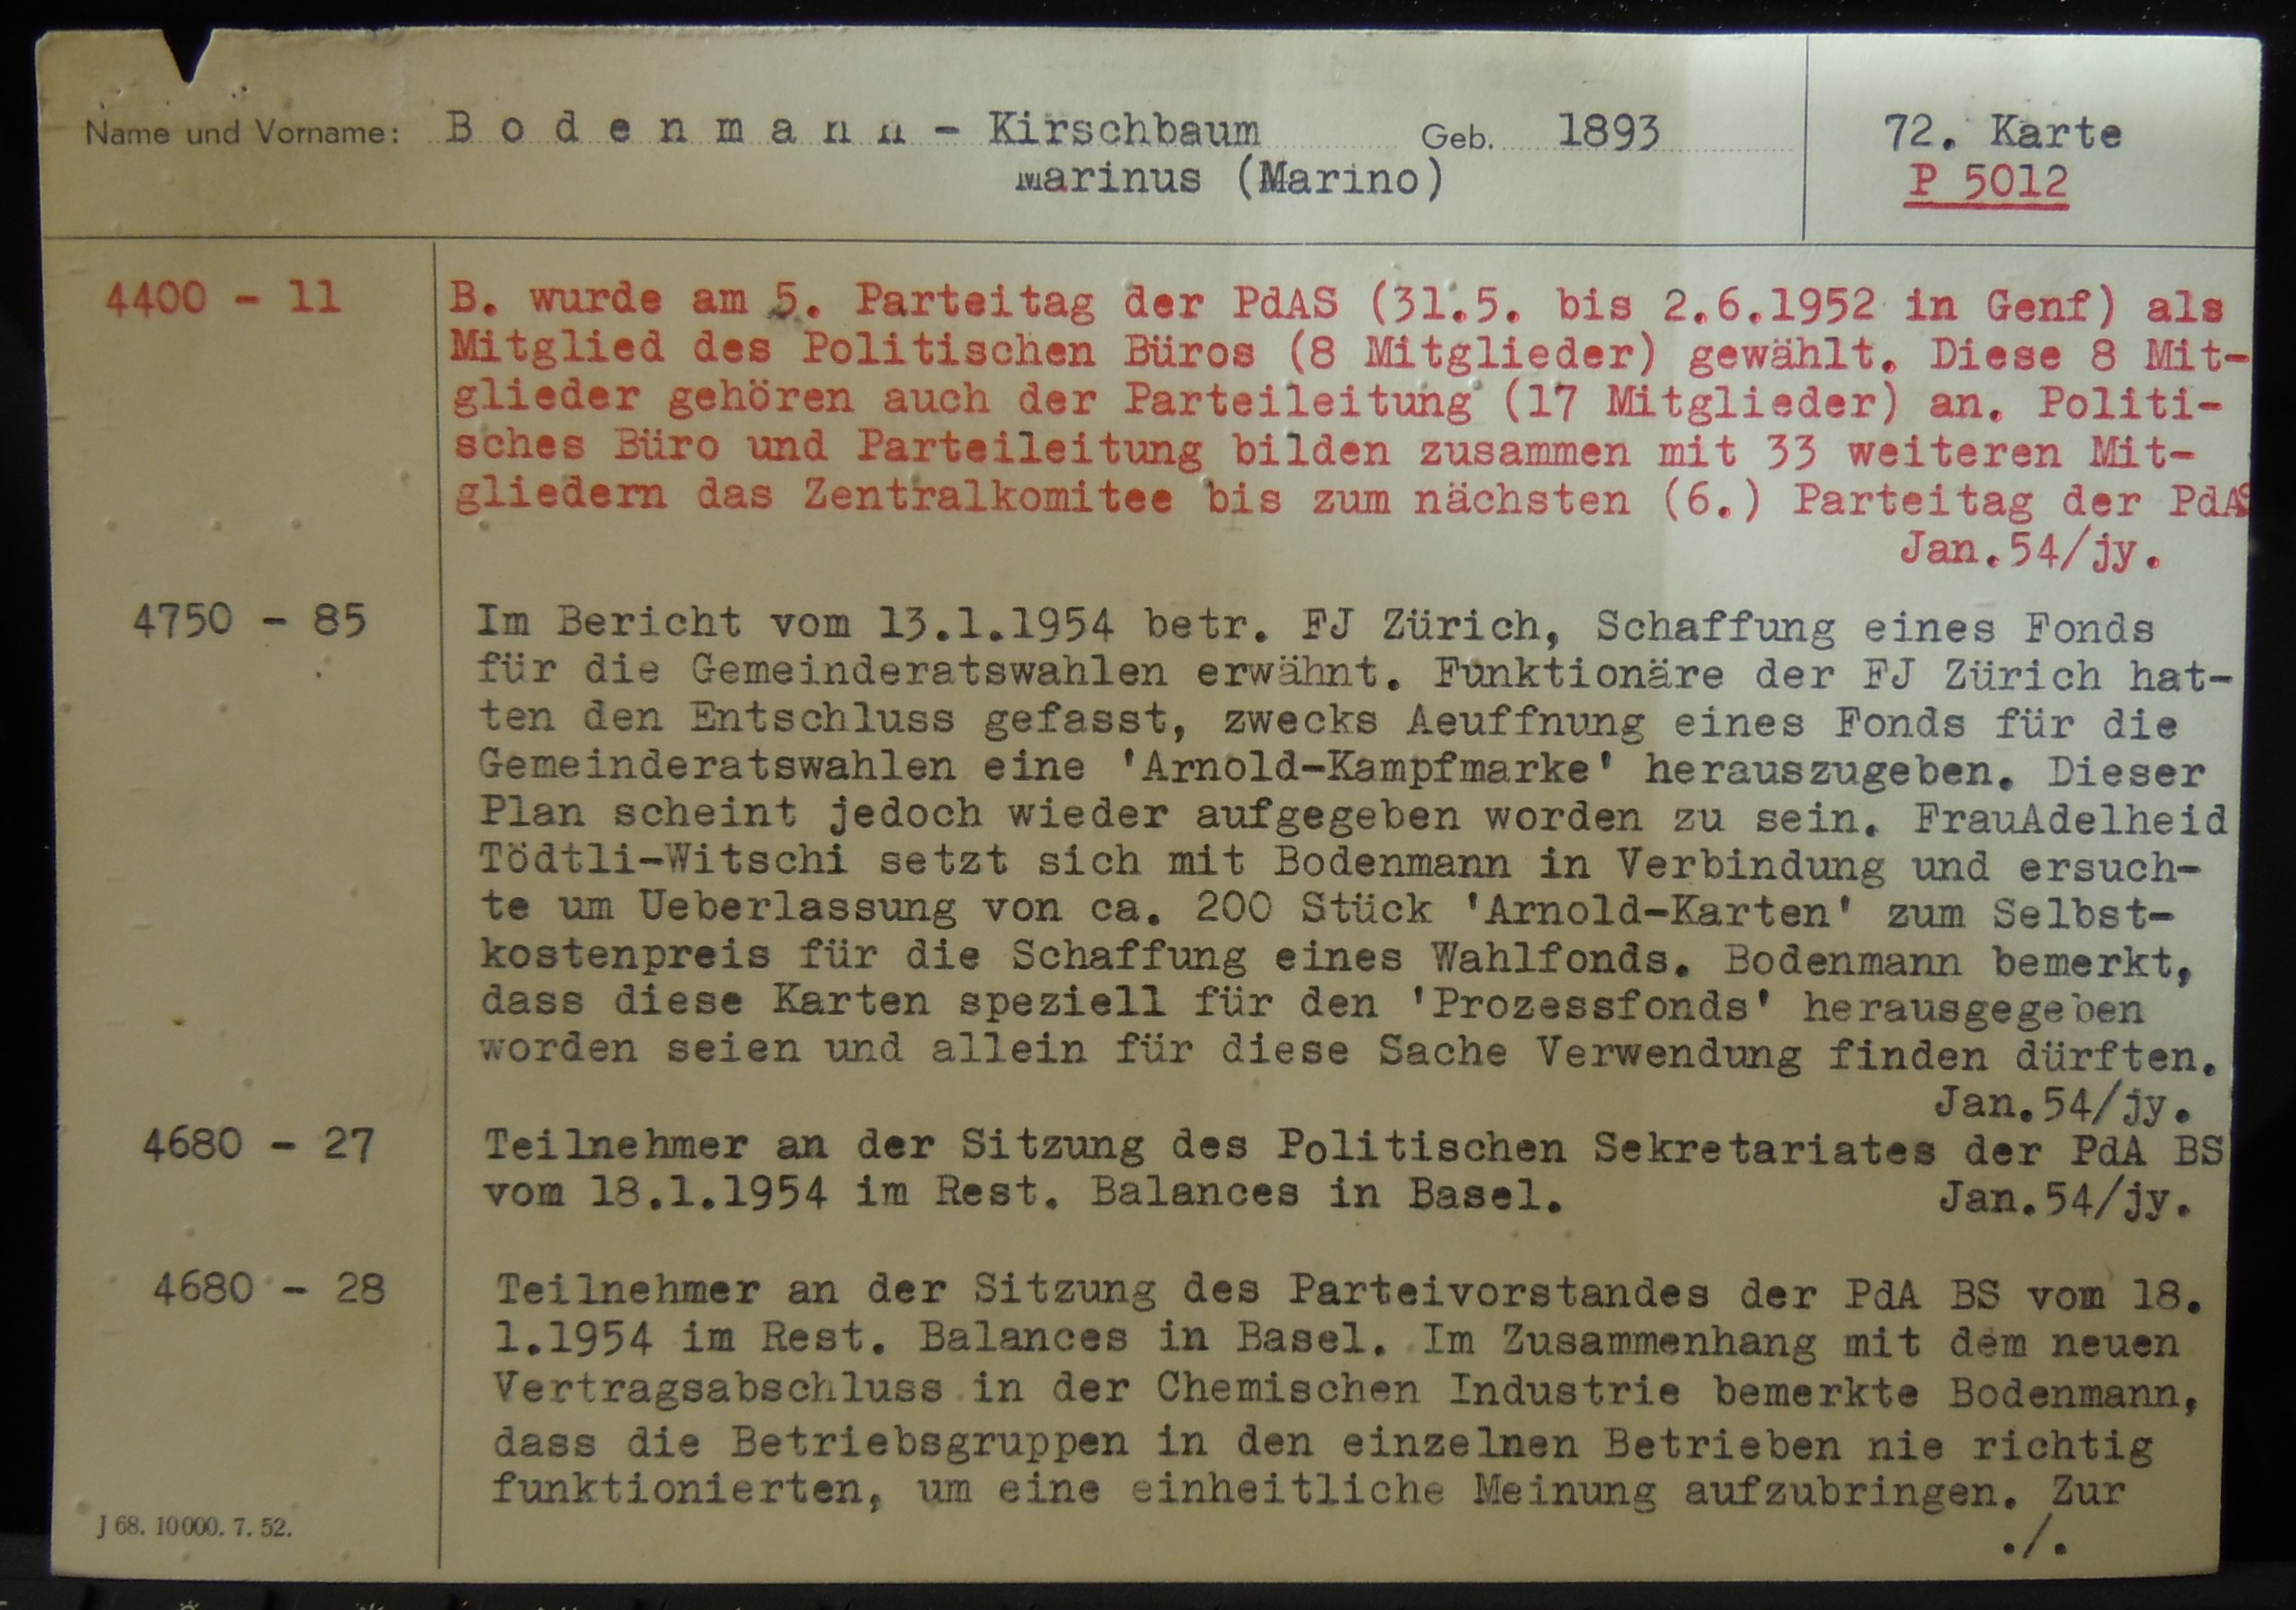 Name und Vorname: B o d e n m a n n - Kirschbaum Geb. 1893 72. Karte
Marinus (Marino) P 5012
4400 - 11 B. wurde am 5. Parteitag der PdAS (31.5. bis 2.6.1952 in Genf) als
Mitglied des Politischen Büros (8 Mitglieder) gewählt. Diese 8 Mit-
glieder gehören auch der Parteileitung (17 Mitglieder) an. Politi-
sches Büro und Parteileitung bilden zusammen mit 33 weiteren Mit-
gliedern das Zentralkomitee bis zum nächsten (6.) Parteitag der PdAS
Jan.54/jy.
4750 - 85 Im Bericht vom 13.1.1954 betr. FJ Zürich, Schaffung eines Fonds
für die Gemeinderatswahlen erwähnt. Funktionäre der FJ Zürich hat-
ten den Entschluss gefasst, zwecks Aeuffnung eines Fonds für die
Gemeinderatswahlen eine 'Arnold-Kampfmarke' herauszugeben. Dieser
Plan scheint jedoch wieder aufgegeben worden zu sein. FrauAdelheid
Tödtli-Witschi setzt sich mit Bodenmann in Verbindung und ersuch-
te um Ueberlassung von ca. 200 Stück 'Arnold-Karten' zum Selbst-
kostenpreis für die Schaffung eines Wahlfonds. Bodenmann bemerkt,
dass diese Karten speziell für den 'Prozessfonds' herausgegeben
worden seien und allein für diese Sache Verwendung finden dürften.
Jan.54/jy.
4680 - 27 Teilnehmer an der Sitzung des Politischen Sekretariates der PdA BS
vom 18.1.1954 im Rest. Balances in Basel. Jan.54/jy.
4680 - 28 Teilnehmer an der Sitzung des Parteivorstandes der PdA BS vom 18.
1.1954 im Rest. Balances in Basel. Im Zusammenhang mit dem neuen
Vertragsabschluss in der Chemischen Industrie bemerkte Bodenmann,
dass die Betriebsgruppen in den einzelnen Betrieben nie richtig
funktionierten, um eine einheitliche Meinung aufzubringen. Zur
./.
J 68. 10000. 7. 52.